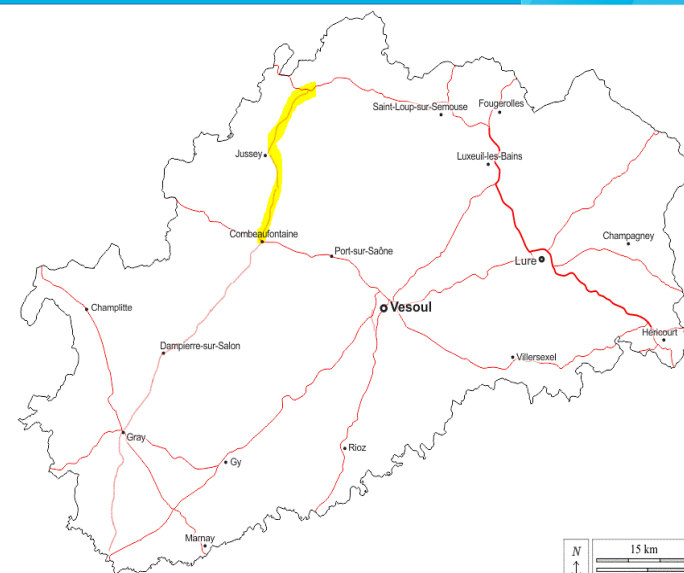 Saint-Loup-sur-Semouse
Fougerolles
Jussey
Luxeuil-les-Bains
Combeaufontaine
Port-sur-Saône
Champagney
Lure
Champlitte
Vesoul
Héricourt
Dampierre-sur-Salon
Villersexel
Gray
Gy
Rioz
Marnay
N
15 km